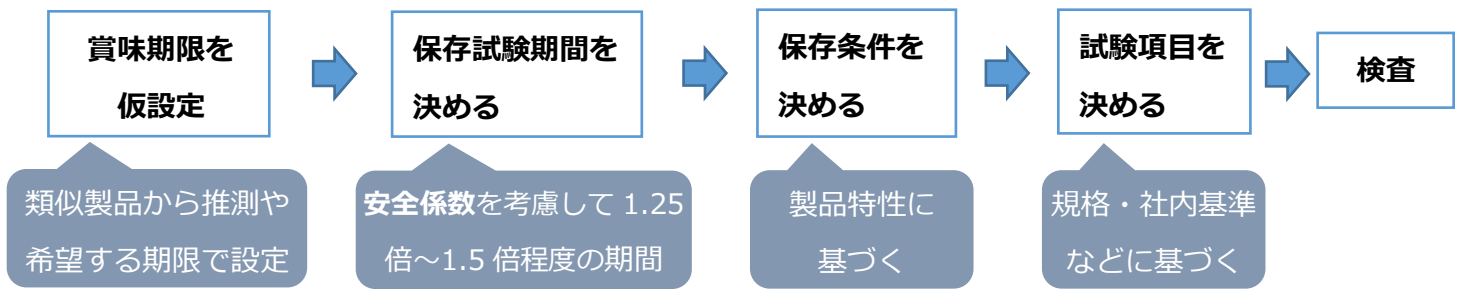 賞味期限を
仮設定
保存試験期間を
決める
保存条件を
決める
試験項目を
決める
検査
類似製品から推測や
希望する期限で設定
安全係数を考慮して 1.25
倍～1.5 倍程度の期間
製品特性に
基づく
規格・社内基準
などに基づく